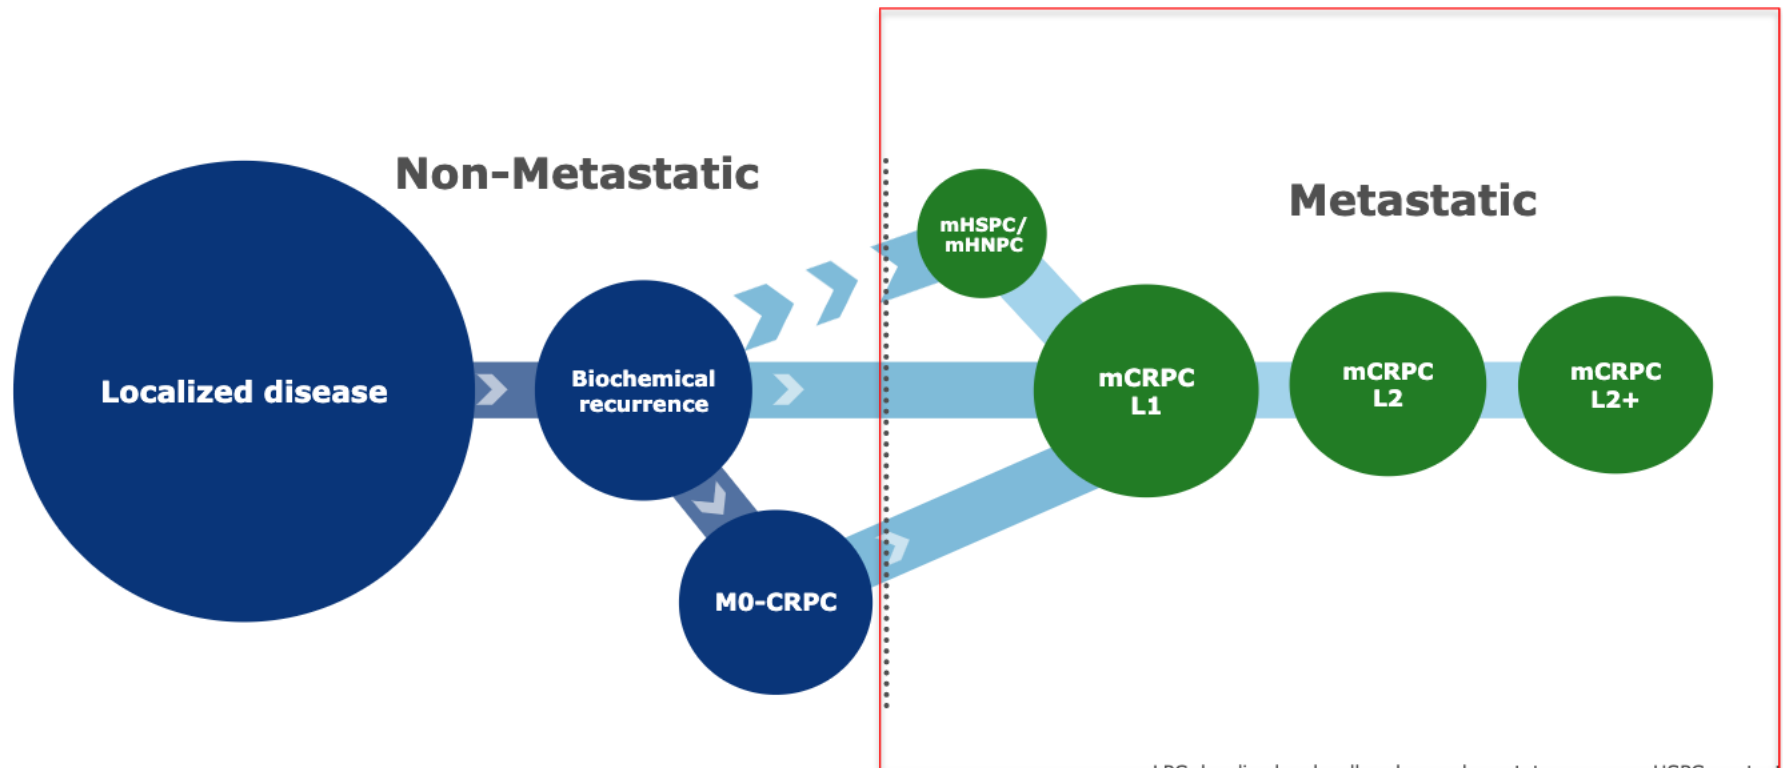 Non-Metastatic
Metastatic
Localized disease
Biochemical
recurrence
M0-CRPC
mHSPC/
mHNPC
mCRPC
L1
mCRPC
L2
mCRPC
L2+